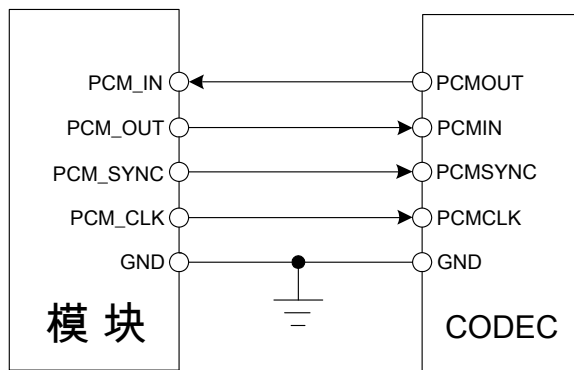 PCM_IN PCMOUT
PCM_OUT PCMIN
PCM_SYNC PCMSYNC
PCM_CLK PCMCLK
GND GND
模块 CODEC